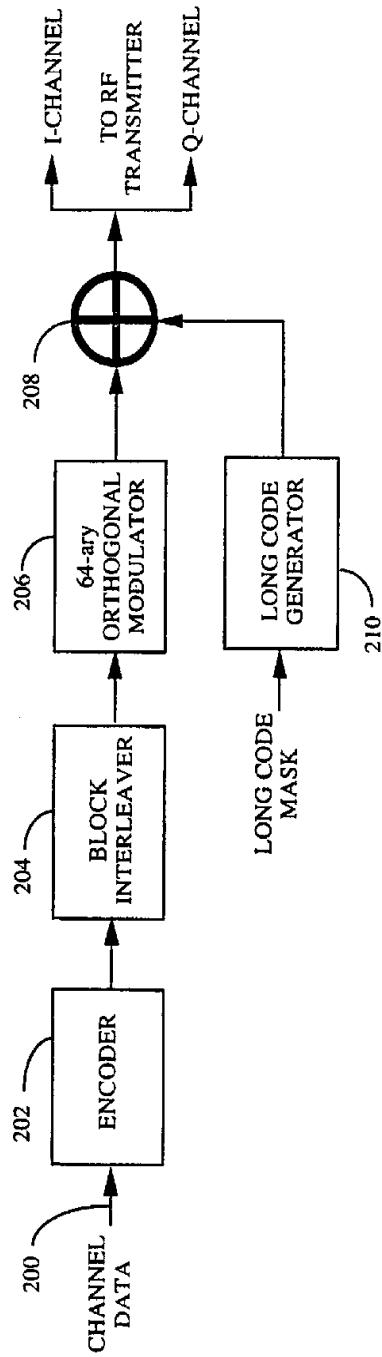 CHANNEL
DATA
200
202
ENCODER
204
BLOCK
INTERLEAVER
206
64-ary
ORTHOGONAL
MODULATOR
208
I-CHANNEL
TO RF
TRANSMITTER
Q-CHANNEL
LONG CODE
MASK
LONG CODE
GENERATOR
210